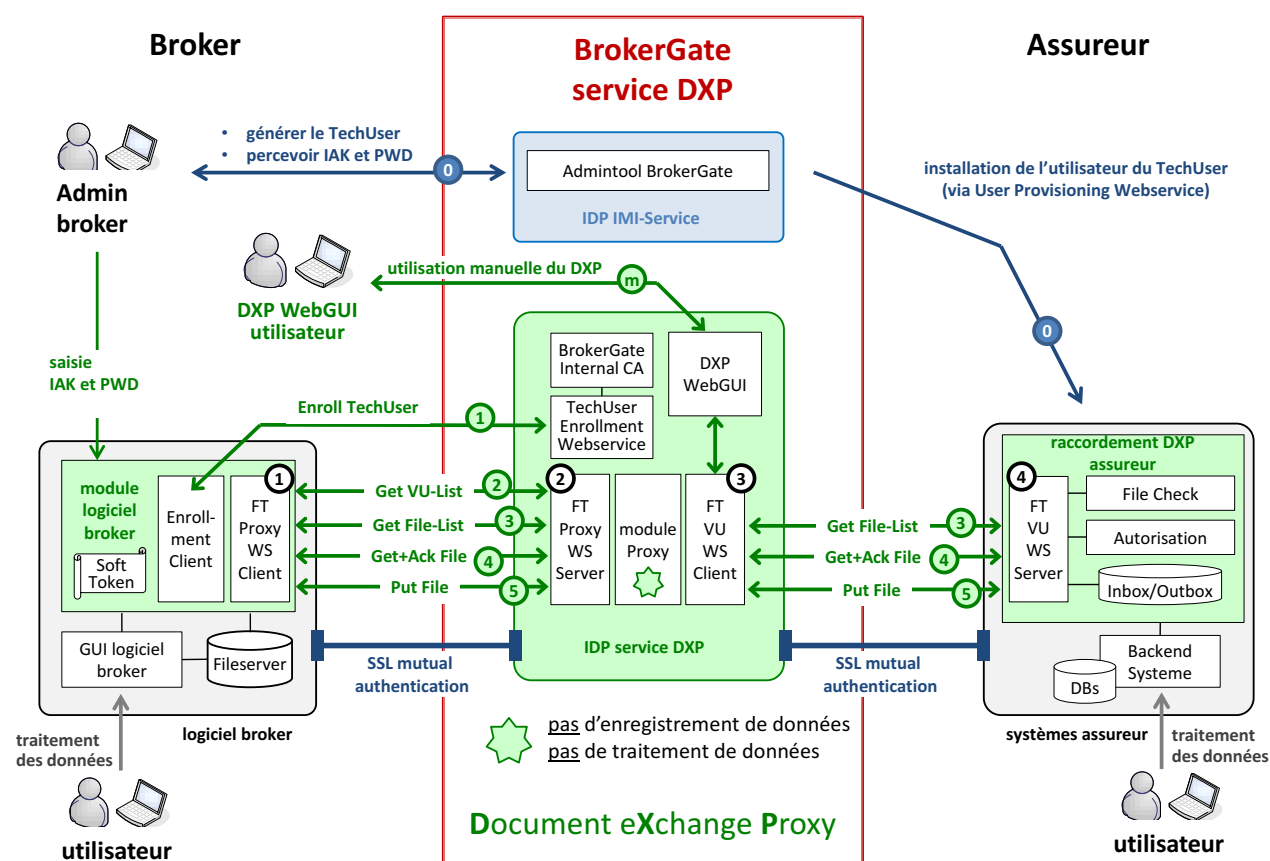 Broker
BrokerGate
service DXP
Assureur
• générer le TechUser
• percevoir IAK et PWD
0
Admintool BrokerGate
IDP IMI-Service
installation de l'utilisateur du TechUser
(via User Provisioning Webservice)
0
Admin
broker
utilisation manuelle du DXP
m
DXP WebGUI
utilisateur
saisie
IAK et PWD
BrokerGate
Internal CA
DXP
WebGUI
Enroll TechUser
1
TechUser
Enrollment
Webservice
module
logiciel
broker
Soft
Token
Enroll-
ment
Client
1
FT
Proxy
WS
Client
Get VU-List
2
Get File-List
3
Get+Ack File
4
Put File
5
2
FT
Proxy
WS
Server
module
Proxy
3
FT
VU
WS
Client
Get File-List
3
Get+Ack File
4
Put File
5
raccordement DXP
assureur
4
FT
VU
WS
Server
File Check
Autorisation
Inbox/Outbox
GUI logiciel
broker
Fileserver
SSL mutual
authentication
IDP service DXP
SSL mutual
authentication
Backend
Systeme
DBs
logiciel broker
systèmes assureur
traitement
des données
utilisateur
pas d'enregistrement de données
pas de traitement de données
Document eXchange Proxy
traitement
des données
utilisateur